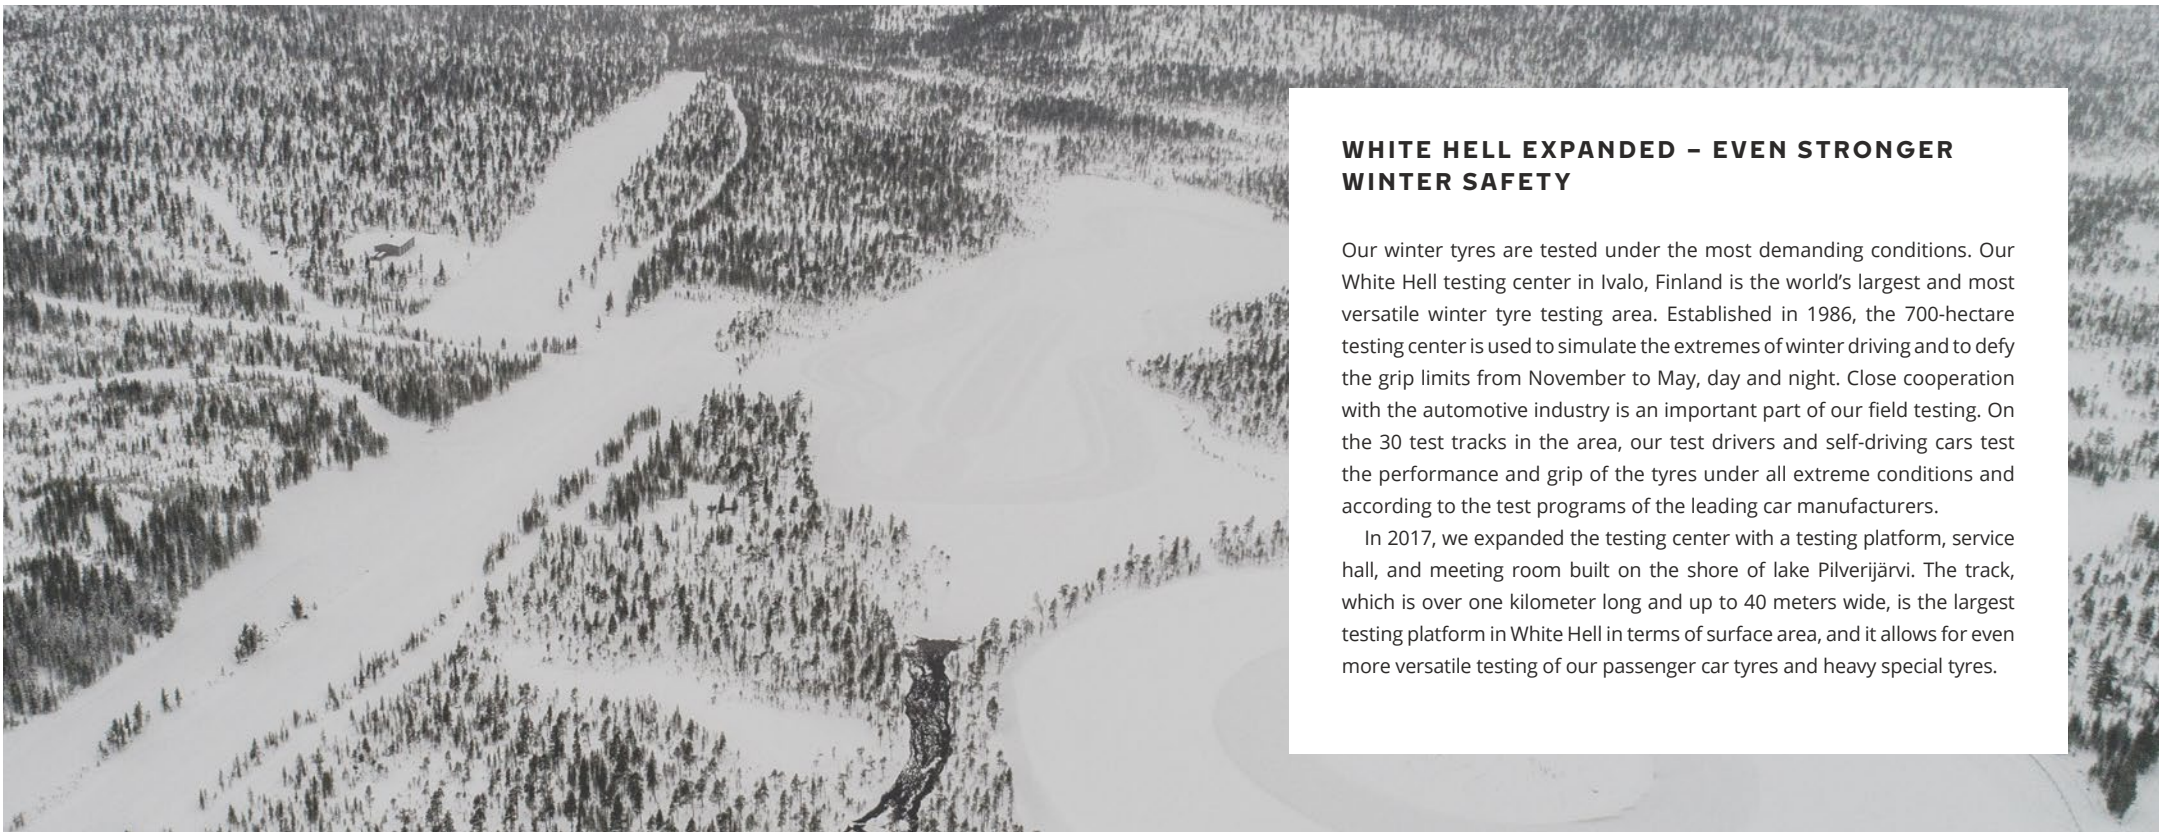 WHITE HELL EXPANDED – EVEN STRONGER
WINTER SAFETY
Our winter tyres are tested under the most demanding conditions. Our
White Hell testing center in Ivalo, Finland is the world’s largest and most
versatile winter tyre testing area. Established in 1986, the 700-hectare
testing center is used to simulate the extremes of winter driving and to defy
the grip limits from November to May, day and night. Close cooperation
with the automotive industry is an important part of our field testing. On
the 30 test tracks in the area, our test drivers and self-driving cars test
the performance and grip of the tyres under all extreme conditions and
according to the test programs of the leading car manufacturers.
In 2017, we expanded the testing center with a testing platform, service
hall, and meeting room built on the shore of lake Pilverijärvi. The track,
which is over one kilometer long and up to 40 meters wide, is the largest
testing platform in White Hell in terms of surface area, and it allows for even
more versatile testing of our passenger car tyres and heavy special tyres.